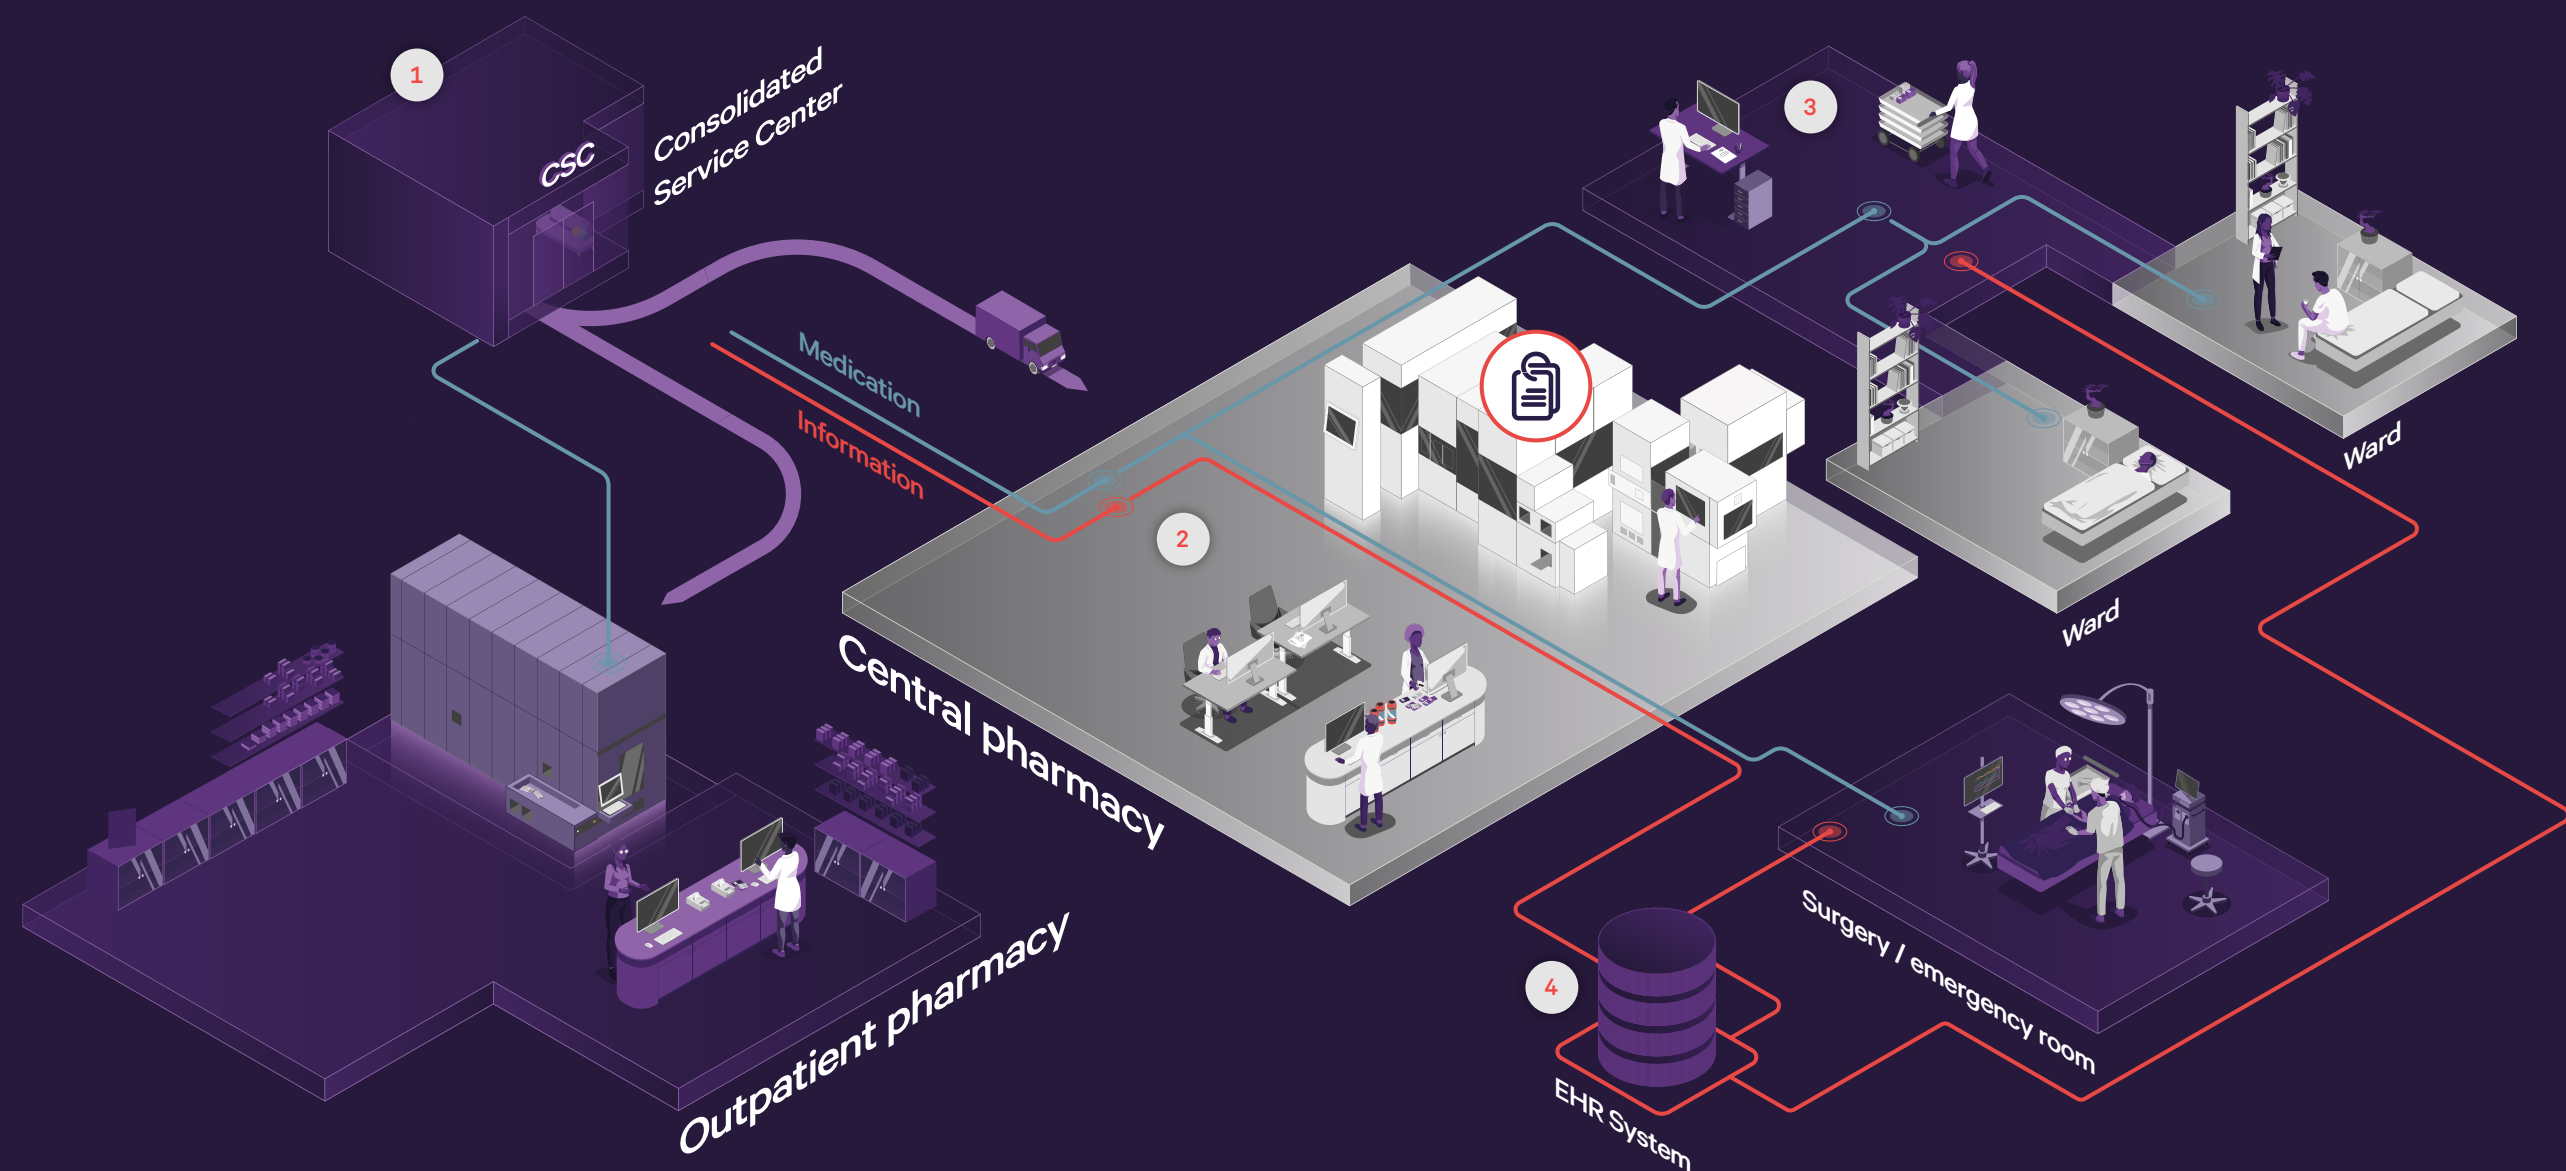 1
CSC
Consolidated
Service Center
Medication
Information
2
Central pharmacy
3
Ward
Ward
Outpatient pharmacy
Surgery / emergency room
4
EHR System